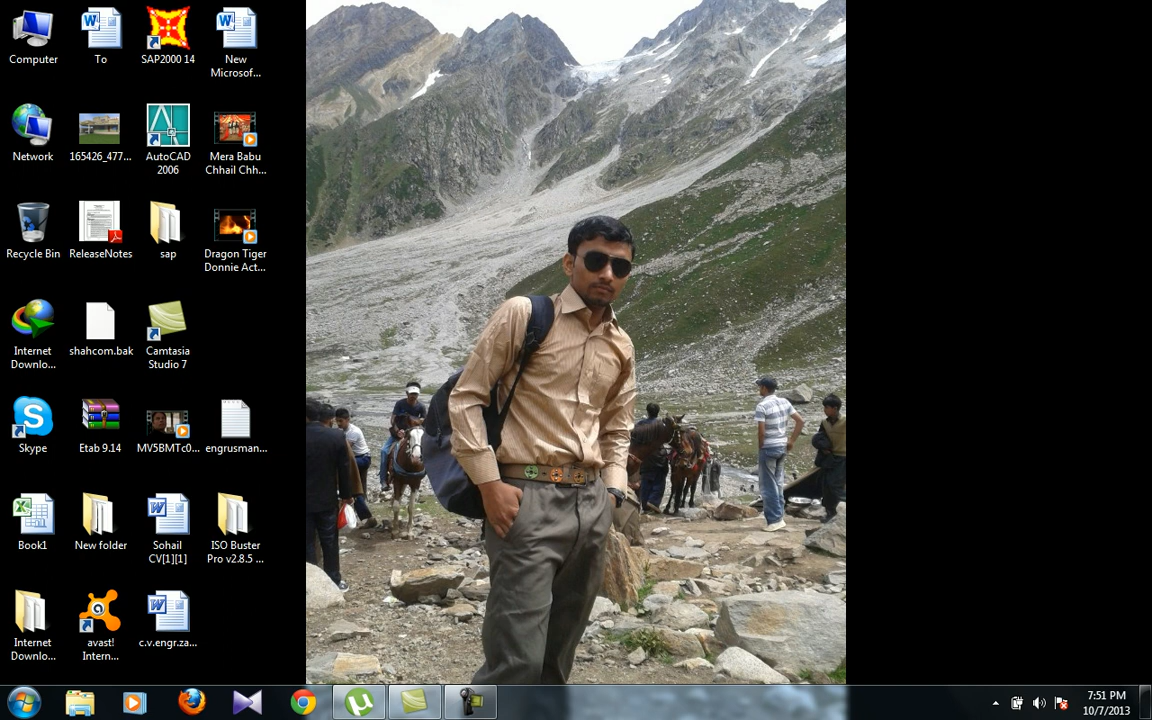 Computer
To
SAP2000 14
New
Microsof...
Network
165426_477...
AutoCAD
2006
Mera Babu
Chhail Chh...
Recycle Bin
ReleaseNotes
sap
Dragon Tiger
Donnie Act...
Internet
Downlo...
shahcom.bak
Camtasia
Studio 7
Skype
Etab 9.14
MV5BMTc0...
engrusman...
Book1
New folder
Sohail
CV[1][1]
ISO Buster
Pro v2.8.5 ...
Internet
Downlo...
avast!
Intern...
c.v.engr.za...
7:51 PM
10/7/2013